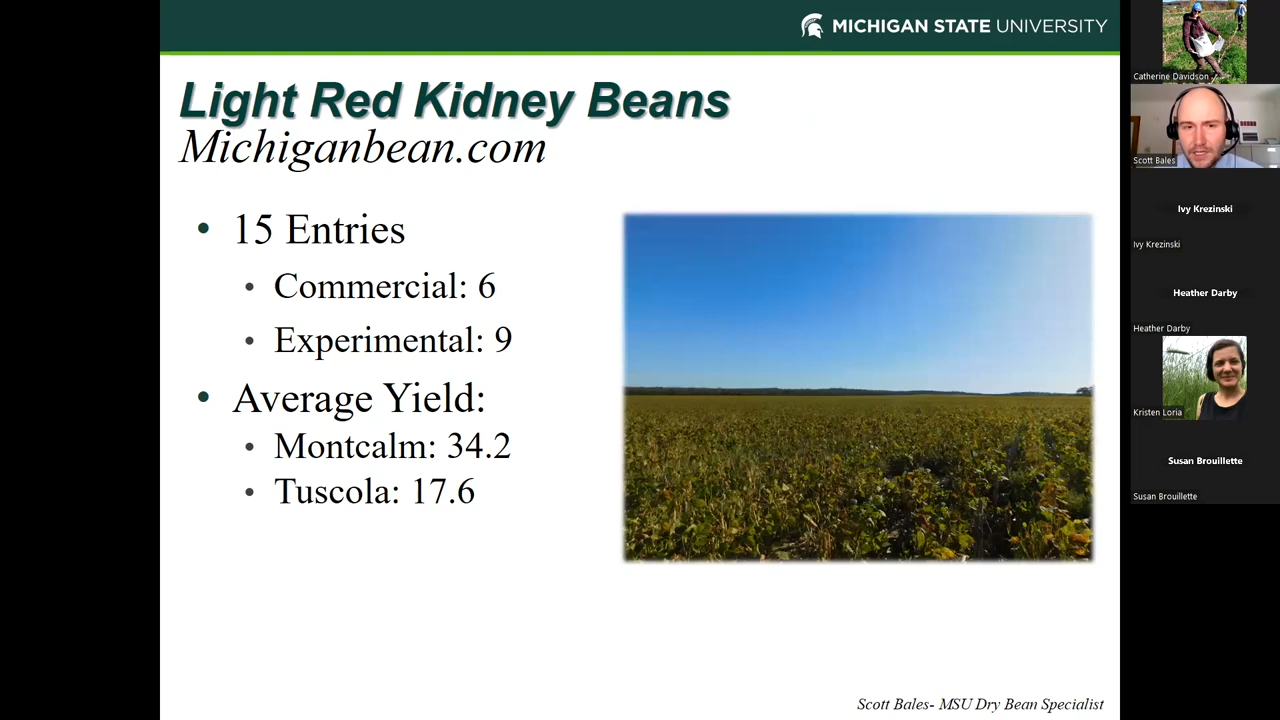 MICHIGAN STATE UNIVERSITY
Light Red Kidney Beans
Michiganbean.com
• 15 Entries
• Commercial: 6
• Experimental: 9
• Average Yield:
• Montcalm: 34.2
• Tuscola: 17.6
Scott Bales- MSU Dry Bean Specialist
Catherine Davidson
Scott Bales
Ivy Krezinski
Ivy Krezinski
Heather Darby
Heather Darby
Kristen Loria
Susan Brouillette
Susan Brouillette